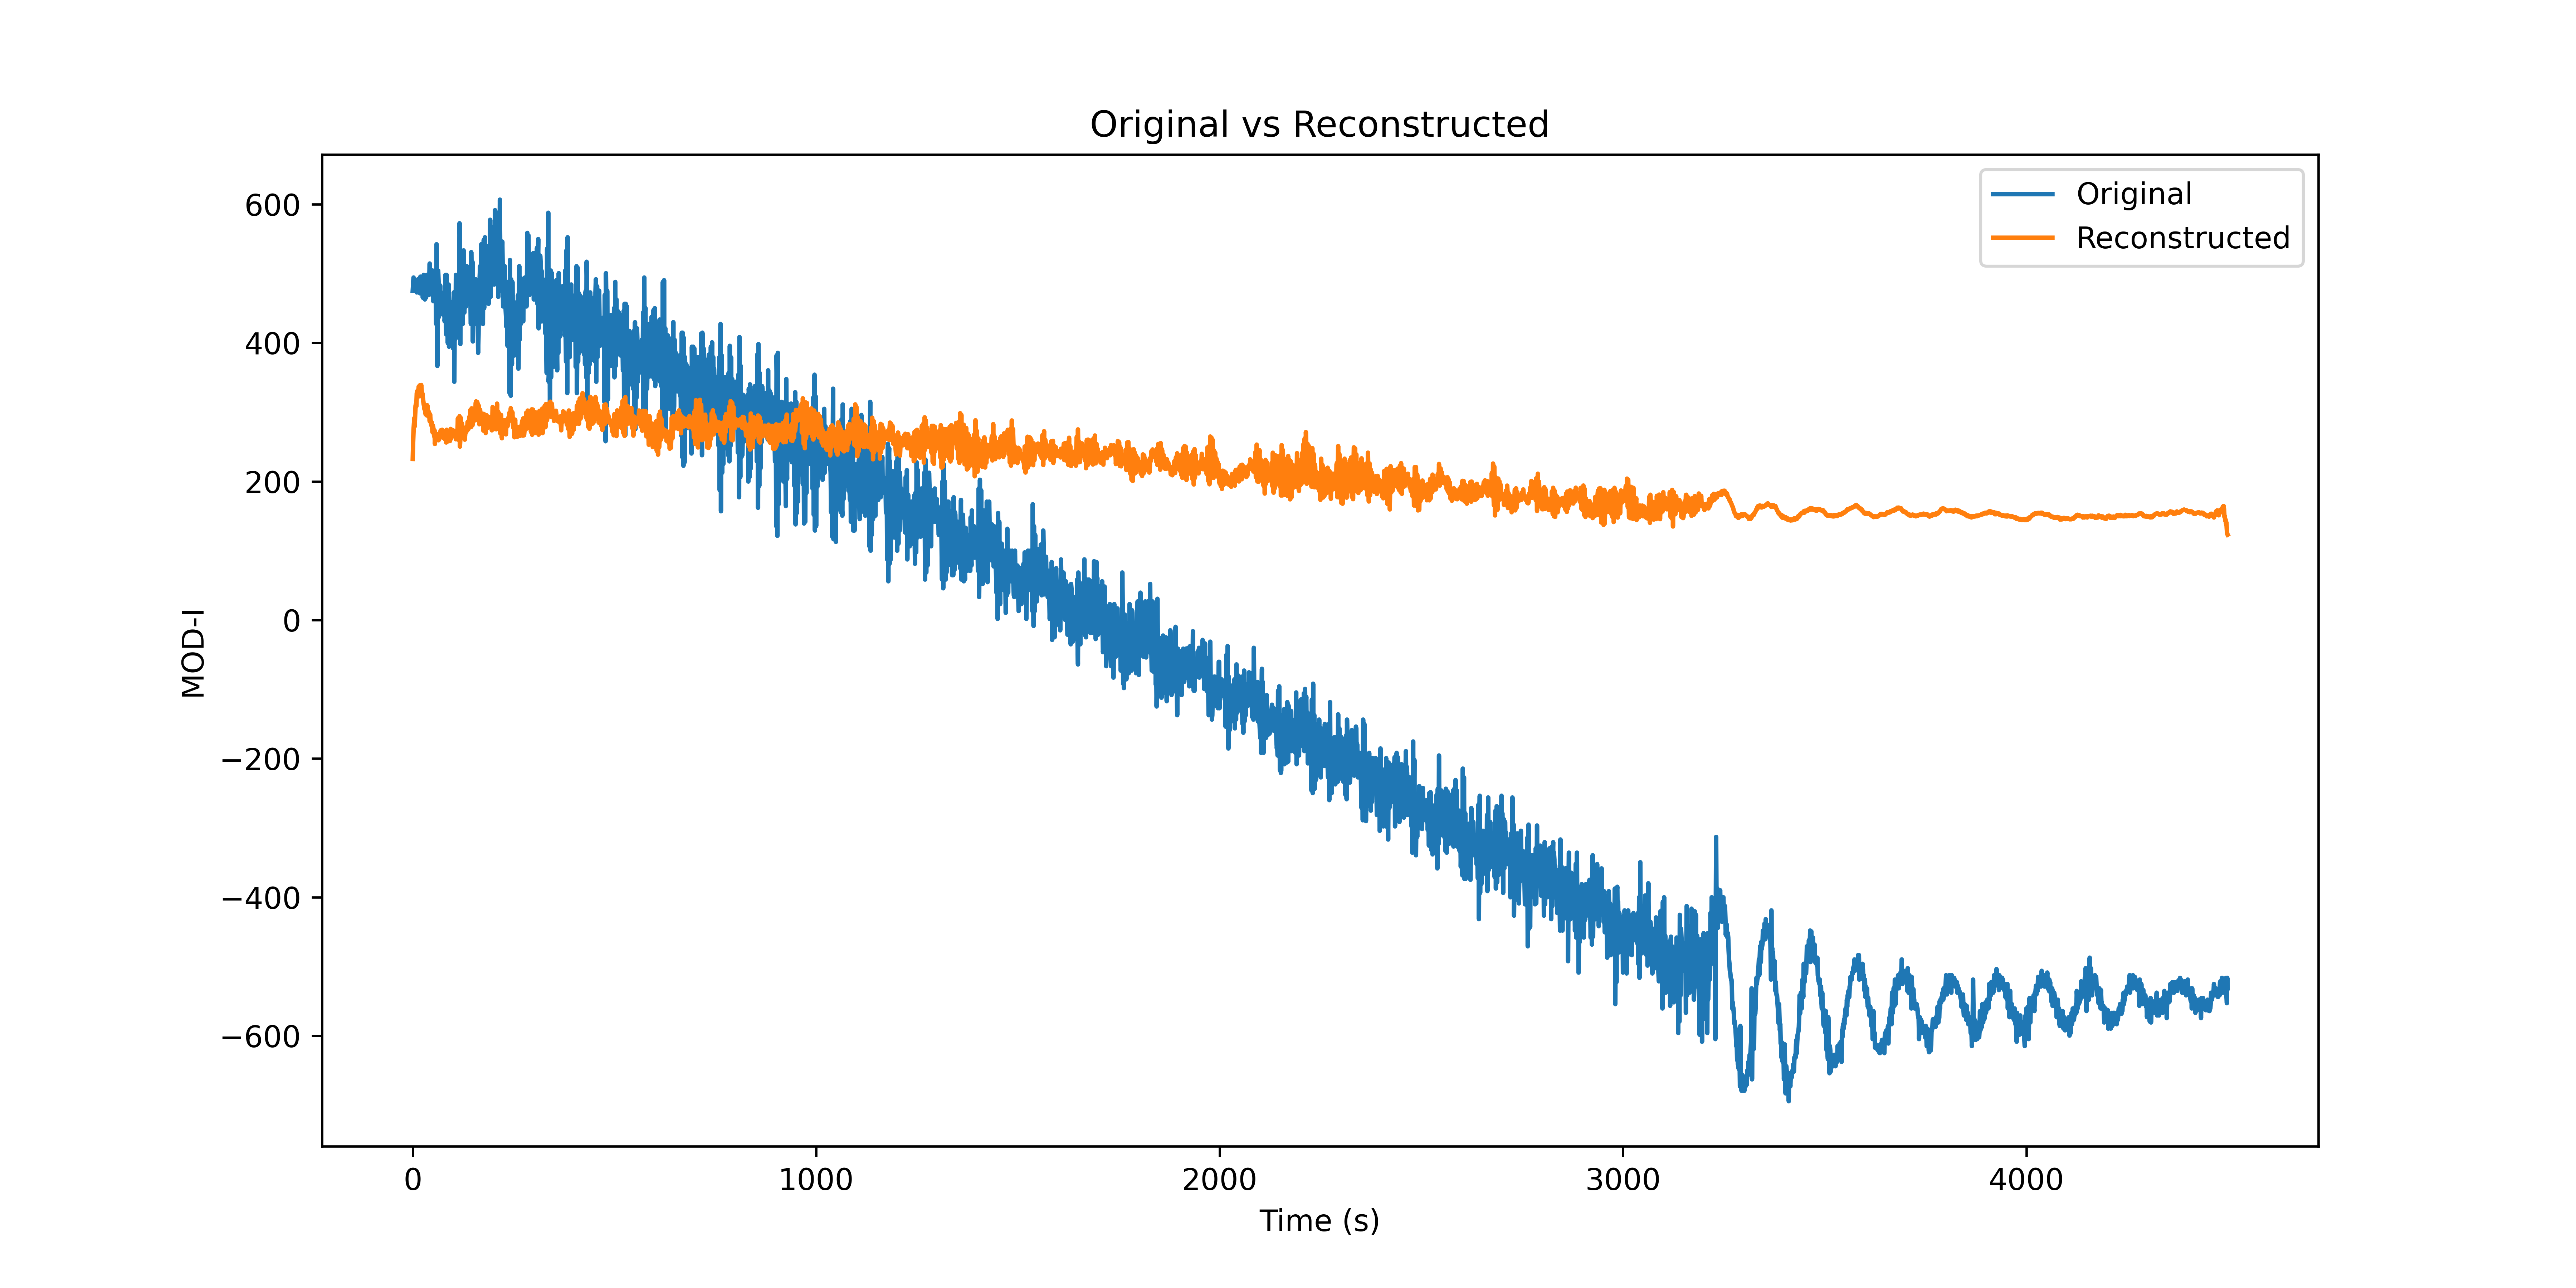 Original vs Reconstructed
Original
Reconstructed
600
400
200
0
−200
−400
−600
MOD-I
0 1000 2000 3000 4000
Time (s)